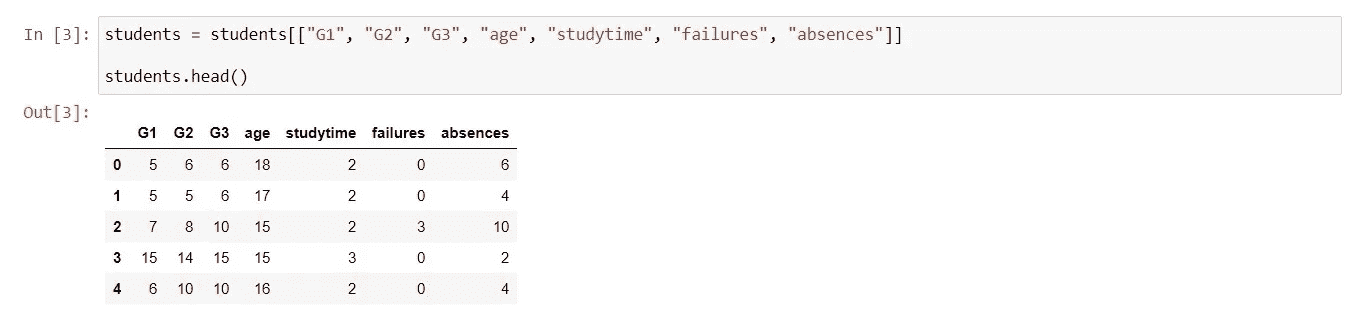 In [3]: students = students[["G1", "G2", "G3", "age", "studytime", "failures", "absences"]]
students.head()
Out[3]:
G1 G2 G3 age studytime failures absences
0 5 6 6 18 2 0 6
1 5 5 6 17 2 0 4
2 7 8 10 15 2 3 10
3 15 14 15 15 3 0 2
4 6 10 10 16 2 0 4